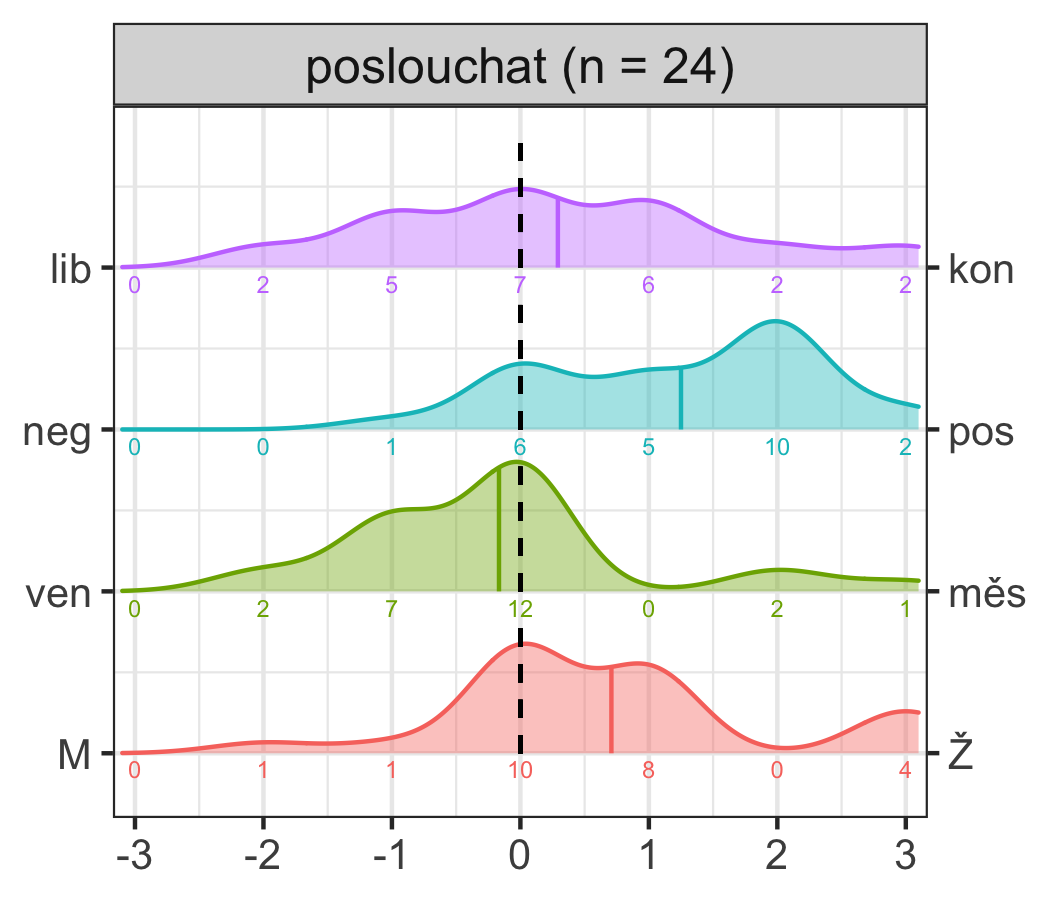 poslouchat (n = 24)
lib kon
0 2 5 7 6 2 2
neg pos
0 0 1 6 5 10 2
ven měs
0 2 7 12 0 2 1
M Ž
0 1 1 10 8 0 4
-3 -2 -1 0 1 2 3